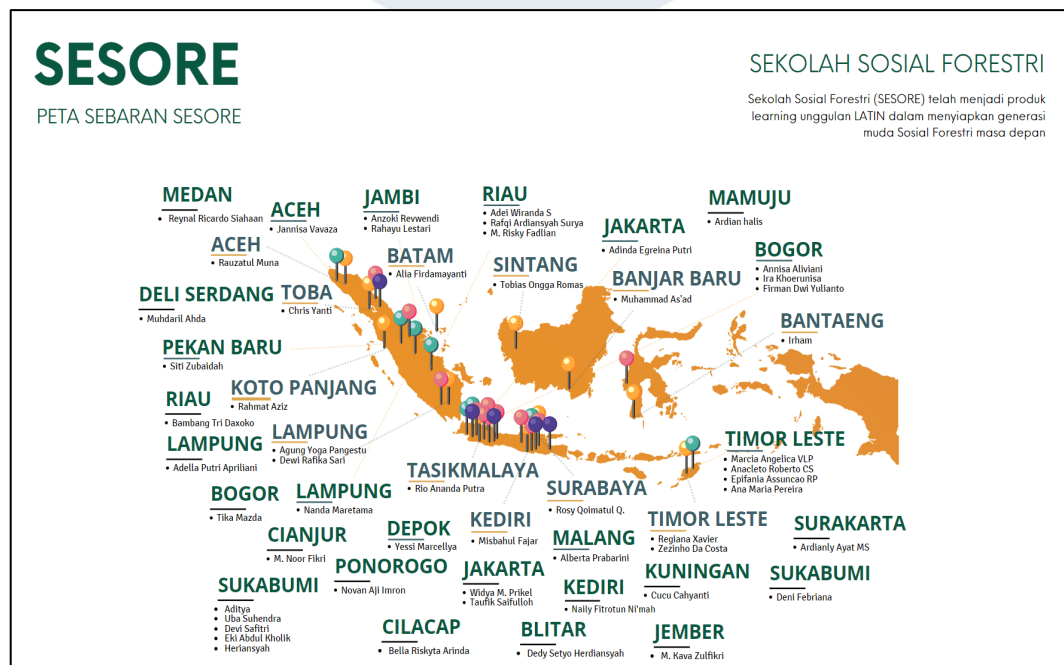 SESORE
PETA SEBARAN SESORE
SEKOLAH SOSIAL FORESTRI
Sekolah Sosial Forestri (SESORE) telah menjadi produk
learning unggulan LATIN dalam menyiapkan generasi
muda Sosial Forestri masa depan
MEDAN
• Reynal Ricardo Siahaan
ACEH
• Jannisa Vavaza
JAMBI
• Anzoki Revwendi
• Rahayu Lestari
RIAU
• Adei Wiranda S
• Rafqi Ardiansyah Surya
• M. Risky Fadlian
MAMUJU
• Ardian halis
JAKARTA
• Adinda Egreina Putri
ACEH
• Rauzatul Muna
BATAM
• Alia Firdamayanti
SINTANG
• Tobias Ongga Romas
BANJAR BARU
• Muhammad As'ad
BOGOR
• Annisa Aliviani
• Ira Khoerunisa
• Firman Dwi Yulianto
DELI SERDANG
• Muhdaril Ahda
TOBA
• Chris Yanti
BANTAENG
• Irham
PEKAN BARU
• Siti Zubaidah
KOTO PANJANG
• Rahmat Aziz
RIAU
• Bambang Tri Daxoko
LAMPUNG
• Adella Putri Apriliani
LAMPUNG
• Agung Yoga Pangestu
• Dewi Rafika Sari
TASIKMALAYA
• Rio Ananda Putra
TIMOR LESTE
• Marcia Angelica VLP
• Anacleto Roberto CS
• Epifania Assuncao RP
• Ana Maria Pereira
BOGOR
• Tika Mazda
LAMPUNG
• Nanda Maretama
SURABAYA
• Rosy Qoimatul Q.
CIANJUR
• M. Noor Fikri
DEPOK
• Yessi Marcellya
KEDIRI
• Misbahul Fajar
MALANG
• Alberta Prabarini
TIMOR LESTE
• Regiana Xavier
• Zezinho Da Costa
SURAKARTA
• Ardianly Ayat MS
SUKABUMI
• Aditya
• Uba Suhendra
• Devi Safitri
• Eki Abdul Kholik
• Heriansyah
PONOROGO
• Novan Aji Imron
JAKARTA
• Widya M. Prikel
• Taufik Saifulloh
KEDIRI
• Naily Fitrotun Ni'mah
KUNINGAN
• Cucu Cahyanti
SUKABUMI
• Deni Febriana
CILACAP
• Bella Riskyta Arinda
BLITAR
• Dedy Setyo Herdiansyah
JEMBER
• M. Kava Zulfikri